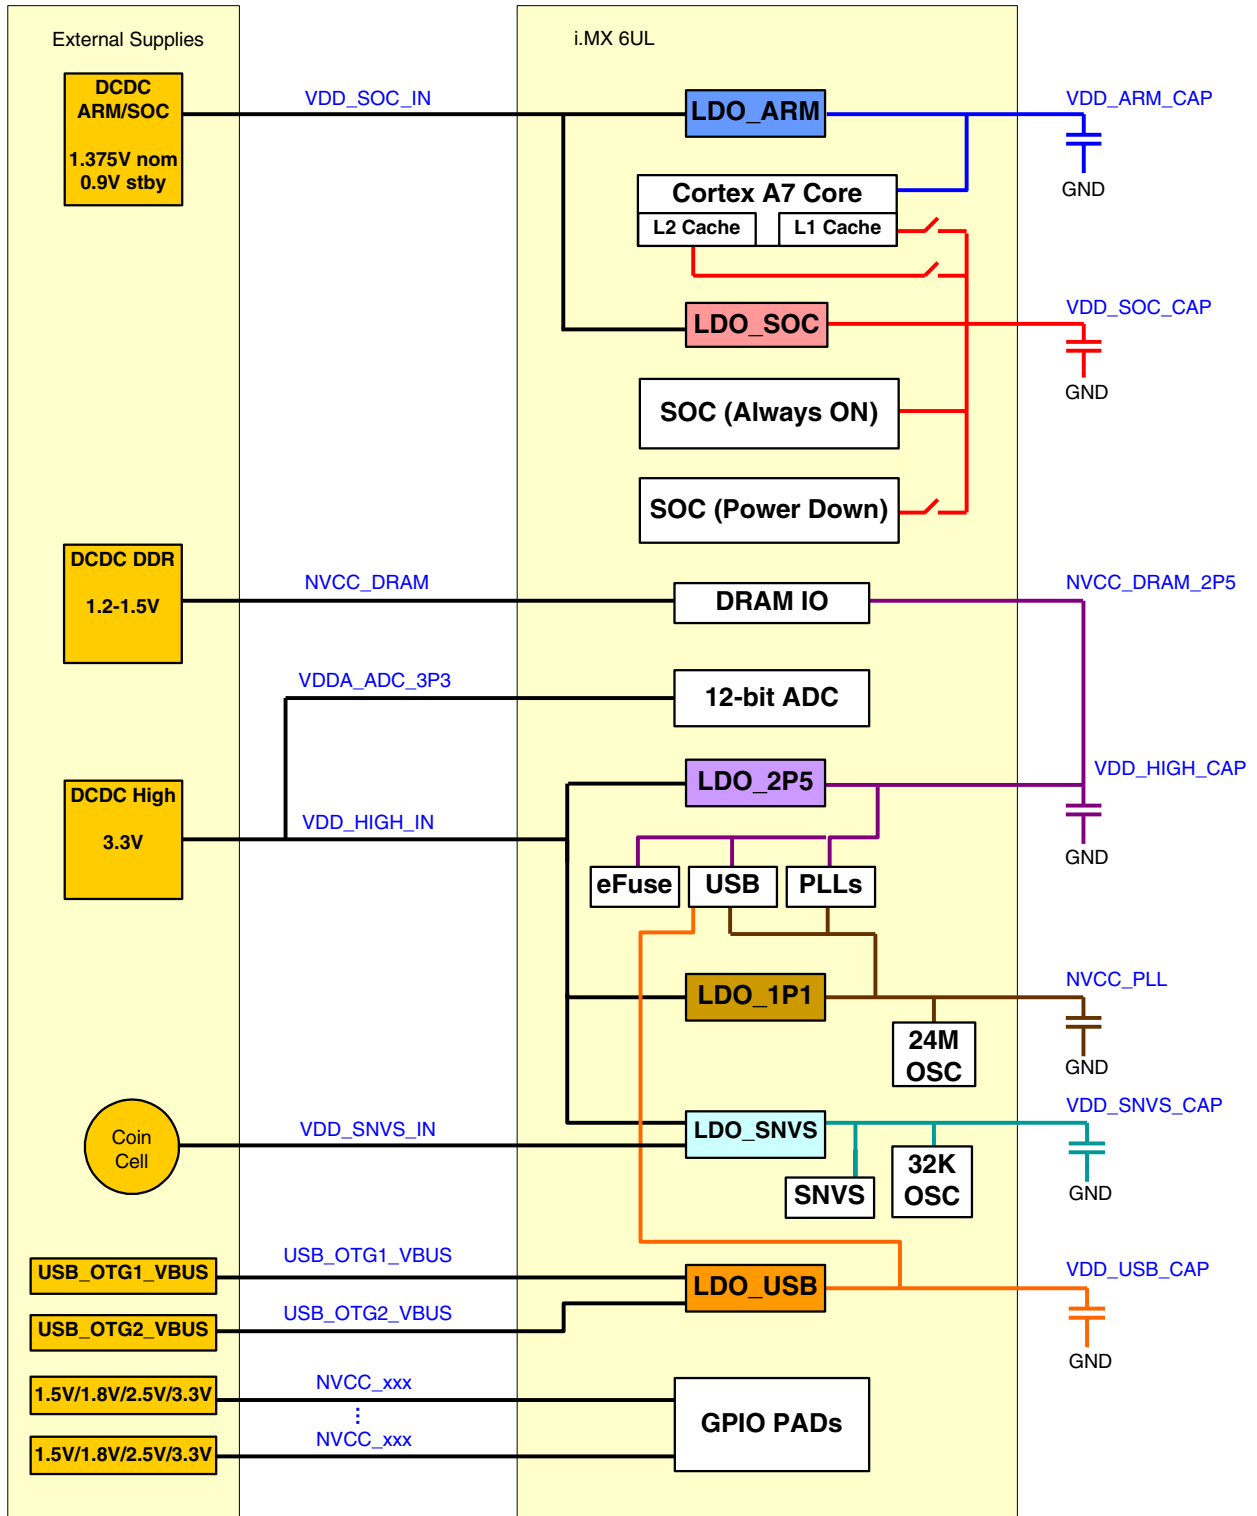 External Supplies
i.MX 6UL
DCDC
ARM/SOC
1.375V nom
0.9V stby
VDD_SOC_IN
LDO_ARM
VDD_ARM_CAP
GND
Cortex A7 Core
L2 Cache
L1 Cache
LDO_SOC
VDD_SOC_CAP
GND
SOC (Always ON)
SOC (Power Down)
DCDC DDR
1.2-1.5V
NVCC_DRAM
DRAM IO
NVCC_DRAM_2P5
VDDA_ADC_3P3
12-bit ADC
DCDC High
3.3V
VDD_HIGH_IN
LDO_2P5
VDD_HIGH_CAP
GND
eFuse
USB
PLLs
LDO_1P1
NVCC_PLL
GND
24M
OSC
Coin
Cell
VDD_SNVS_IN
LDO_SNVS
VDD_SNVS_CAP
GND
SNVS
32K
OSC
USB_OTG1_VBUS
USB_OTG1_VBUS
LDO_USB
VDD_USB_CAP
GND
USB_OTG2_VBUS
USB_OTG2_VBUS
1.5V/1.8V/2.5V/3.3V
NVCC_xxx
GPIO PADs
1.5V/1.8V/2.5V/3.3V
NVCC_xxx